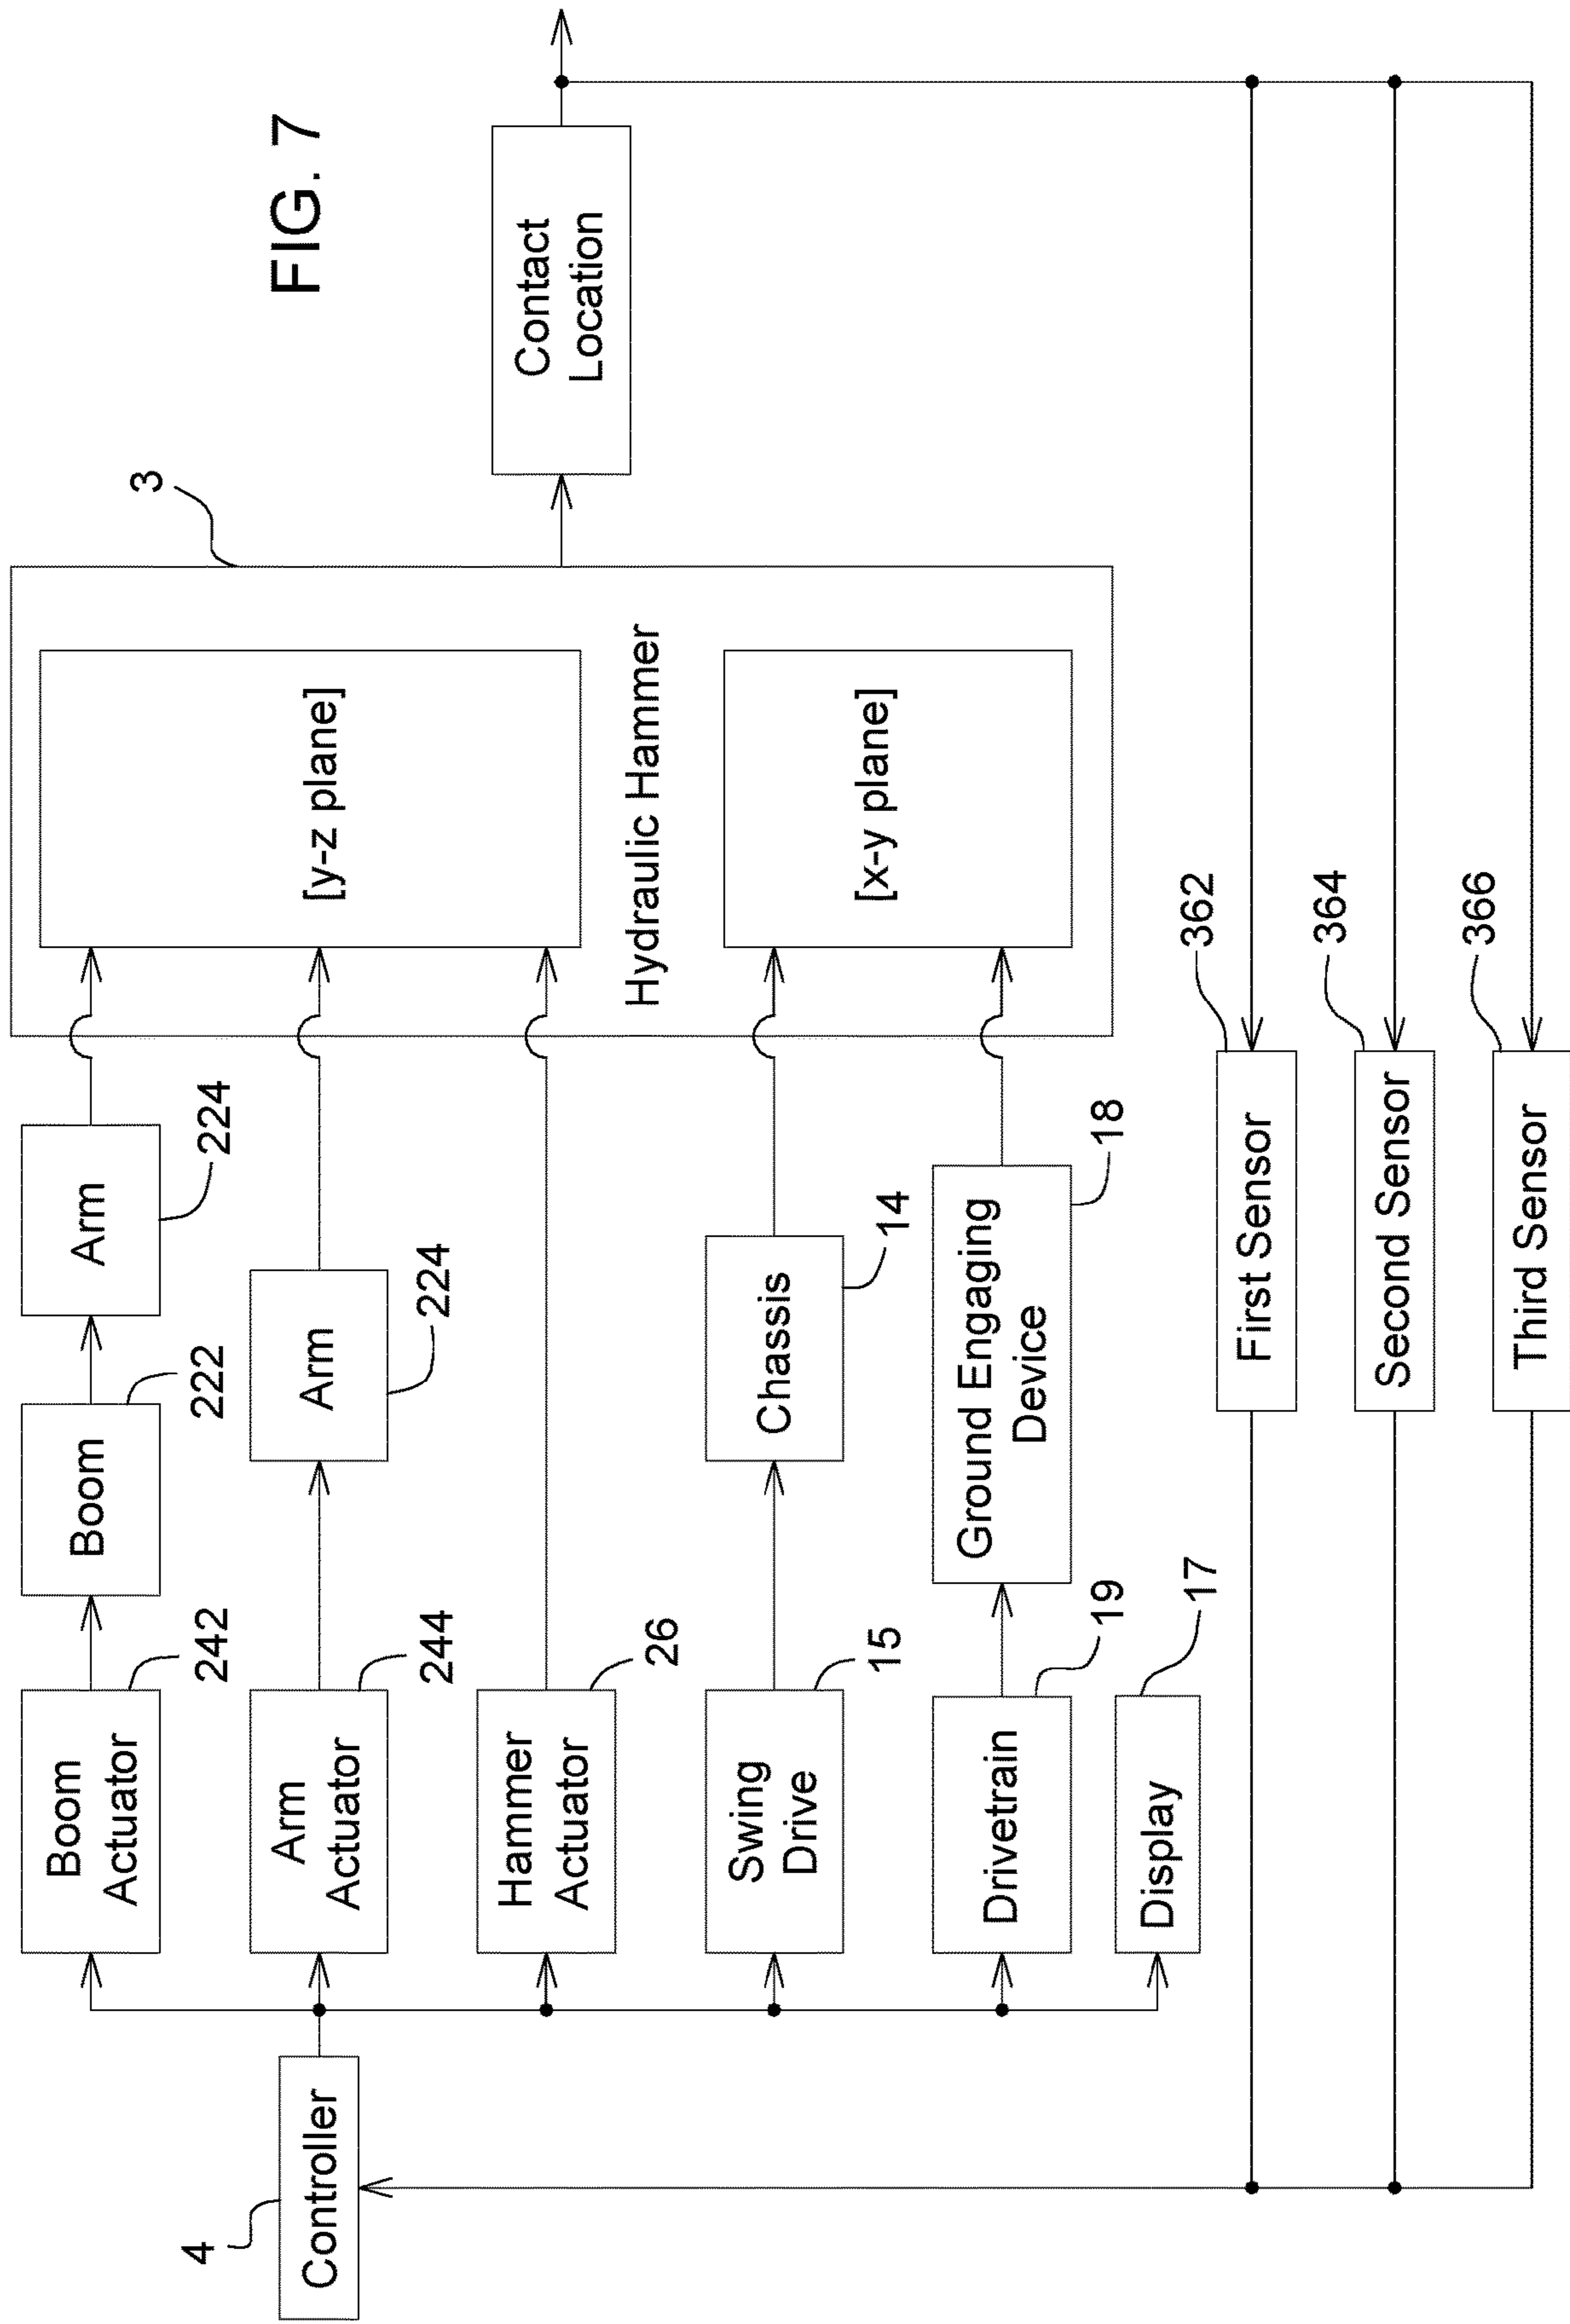 FIG. 7
4
Controller
Boom
Actuator
242
Boom
222
Arm
224
Arm
Actuator
244
Arm
224
Hammer
Actuator
26
Swing
Drive
15
Chassis
14
Drivetrain
19
Ground Engaging
Device
18
Display
17
3
[y-z plane]
Hydraulic Hammer
[x-y plane]
Contact
Location
First Sensor
362
Second Sensor
364
Third Sensor
366